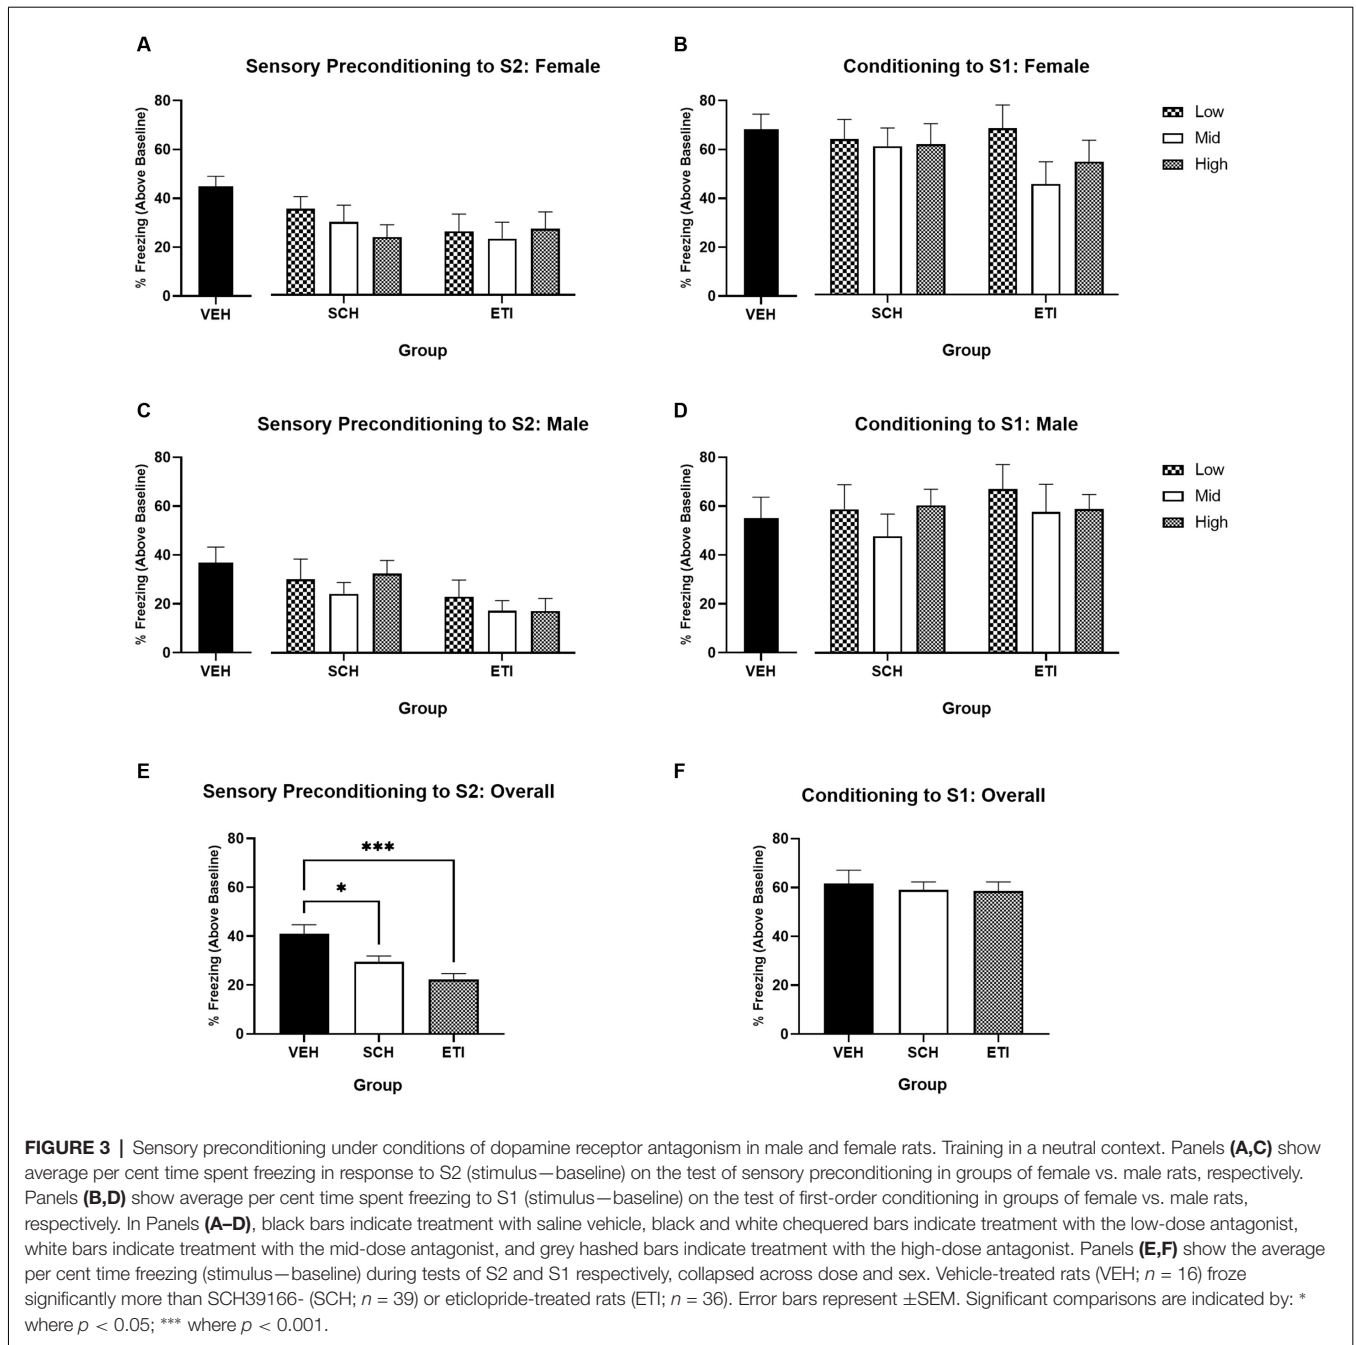 A
Sensory Preconditioning to S2: Female
% Freezing (Above Baseline)
80
60
40
20
0
VEH
SCH
ETI
Group
B
Conditioning to S1: Female
% Freezing (Above Baseline)
80
60
40
20
0
VEH
SCH
ETI
Group
Low
Mid
High
C
Sensory Preconditioning to S2: Male
% Freezing (Above Baseline)
80
60
40
20
0
VEH
SCH
ETI
Group
D
Conditioning to S1: Male
% Freezing (Above Baseline)
80
60
40
20
0
VEH
SCH
ETI
Group
Low
Mid
High
E
Sensory Preconditioning to S2: Overall
% Freezing (Above Baseline)
80
60
40
20
0
***
*
VEH
SCH
ETI
Group
F
Conditioning to S1: Overall
% Freezing (Above Baseline)
80
60
40
20
0
VEH
SCH
ETI
Group
FIGURE 3 | Sensory preconditioning under conditions of dopamine receptor antagonism in male and female rats. Training in a neutral context. Panels (A,C) show
average per cent time spent freezing in response to S2 (stimulus—baseline) on the test of sensory preconditioning in groups of female vs. male rats, respectively.
Panels (B,D) show average per cent time spent freezing to S1 (stimulus—baseline) on the test of first-order conditioning in groups of female vs. male rats,
respectively. In Panels (A–D), black bars indicate treatment with saline vehicle, black and white chequered bars indicate treatment with the low-dose antagonist,
white bars indicate treatment with the mid-dose antagonist, and grey hashed bars indicate treatment with the high-dose antagonist. Panels (E,F) show the average
per cent time freezing (stimulus—baseline) during tests of S2 and S1 respectively, collapsed across dose and sex. Vehicle-treated rats (VEH; n = 16) froze
significantly more than SCH39166- (SCH; n = 39) or eticlopride-treated rats (ETI; n = 36). Error bars represent ±SEM. Significant comparisons are indicated by: *
where p < 0.05; *** where p < 0.001.